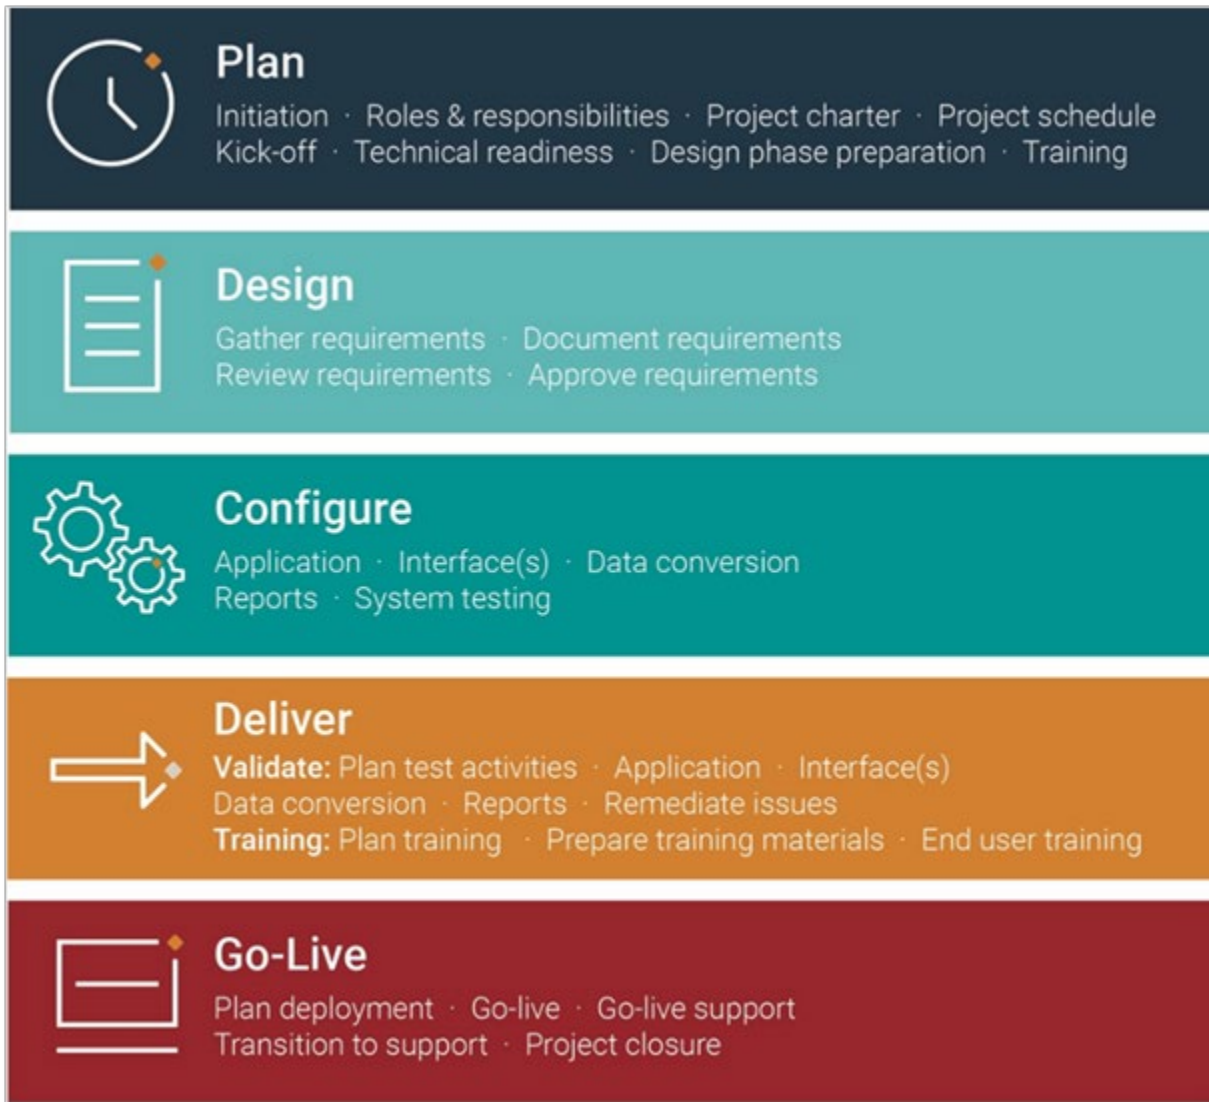 Plan
Initiation · Roles & responsibilities · Project charter · Project schedule
Kick-off · Technical readiness · Design phase preparation · Training
Design
Gather requirements · Document requirements
Review requirements · Approve requirements
Configure
Application · Interface(s) · Data conversion
Reports · System testing
Deliver
Validate: Plan test activities · Application · Interface(s)
Data conversion · Reports · Remediate issues
Training: Plan training · Prepare training materials · End user training
Go-Live
Plan deployment · Go-live · Go-live support
Transition to support · Project closure